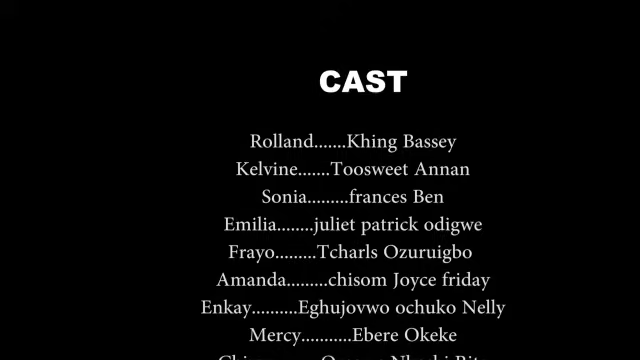 CAST
Rolland.......Khing Bassey
Kelvine.......Toosweet Annan
Sonia.........frances Ben
Emilia........juliet patrick odigwe
Frayo.........Tcharls Ozuruigbo
Amanda.........chisom Joyce friday
Enkay..........Eghujovwo ochuko Nelly
Mercy...........Ebere Okeke